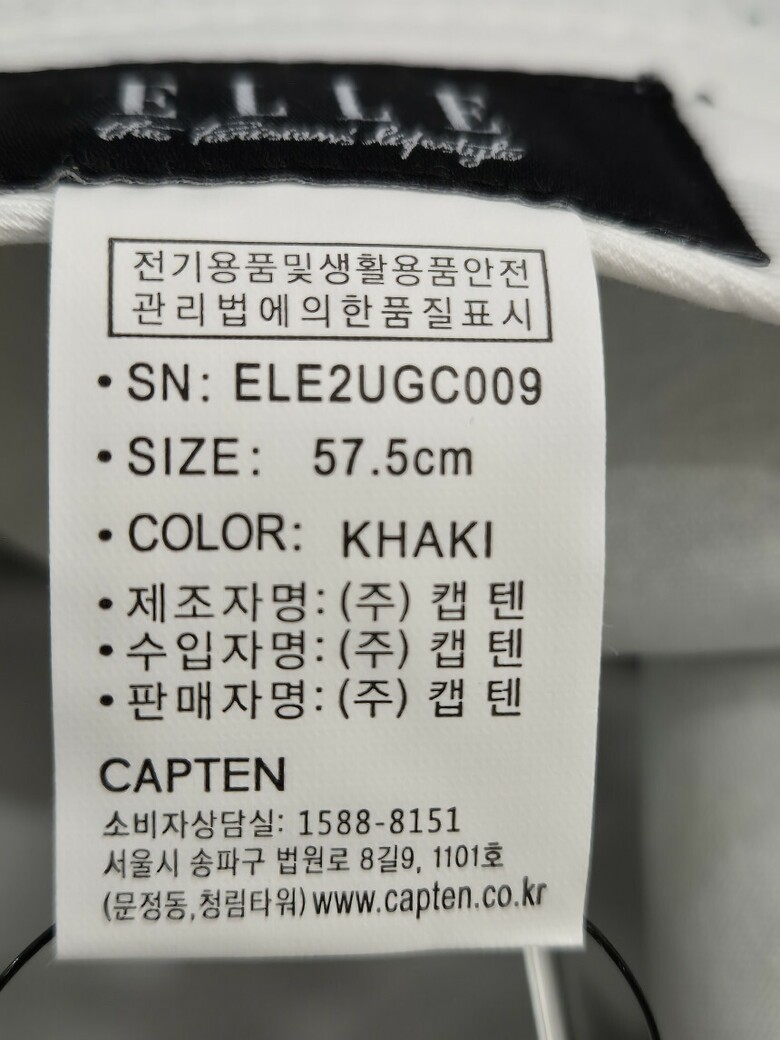 ELLE
전기용품및생활용품안전
관리법에의한품질표시
• SN: ELE2UGC009
• SIZE: 57.5cm
• COLOR: KHAKI
• 제조자명: (주) 캡텐
• 수입자명: (주) 캡텐
• 판매자명: (주) 캡텐
CAPTEN
소비자상담실: 1588-8151
서울시 송파구 법원로 8길9, 1101호
(문정동,청림타워) www.capten.co.kr